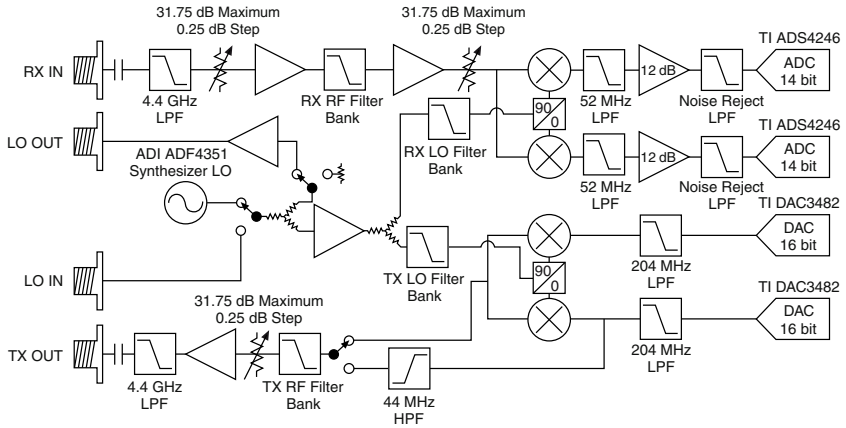 31.75 dB Maximum
0.25 dB Step
31.75 dB Maximum
0.25 dB Step
RX IN
4.4 GHz
LPF
RX RF Filter
Bank
52 MHz
LPF
12 dB
Noise Reject
LPF
TI ADS4246
ADC
14 bit
90
0
LO OUT
ADI ADF4351
Synthesizer LO
RX LO Filter
Bank
52 MHz
LPF
12 dB
Noise Reject
LPF
TI ADS4246
ADC
14 bit
TX LO Filter
Bank
90
0
204 MHz
LPF
TI DAC3482
DAC
16 bit
LO IN
31.75 dB Maximum
0.25 dB Step
TX OUT
4.4 GHz
LPF
TX RF Filter
Bank
44 MHz
HPF
204 MHz
LPF
TI DAC3482
DAC
16 bit